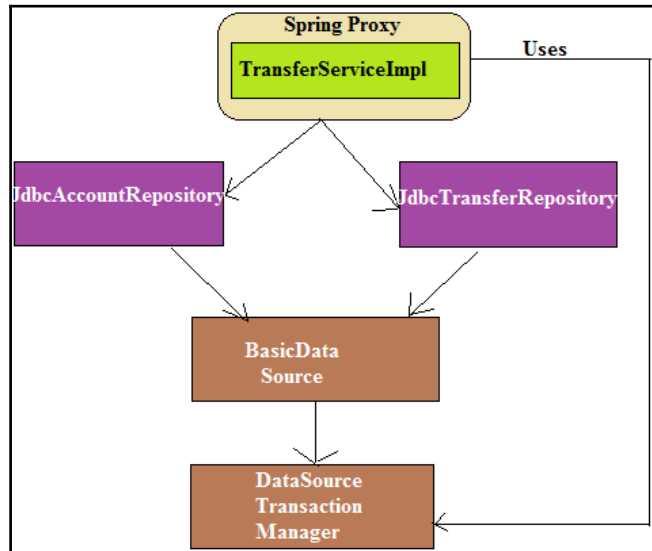 Spring Proxy
TransferServiceImpl
Uses
JdbcAccountRepository
JdbcTransferRepository
BasicData
Source
DataSource
Transaction
Manager